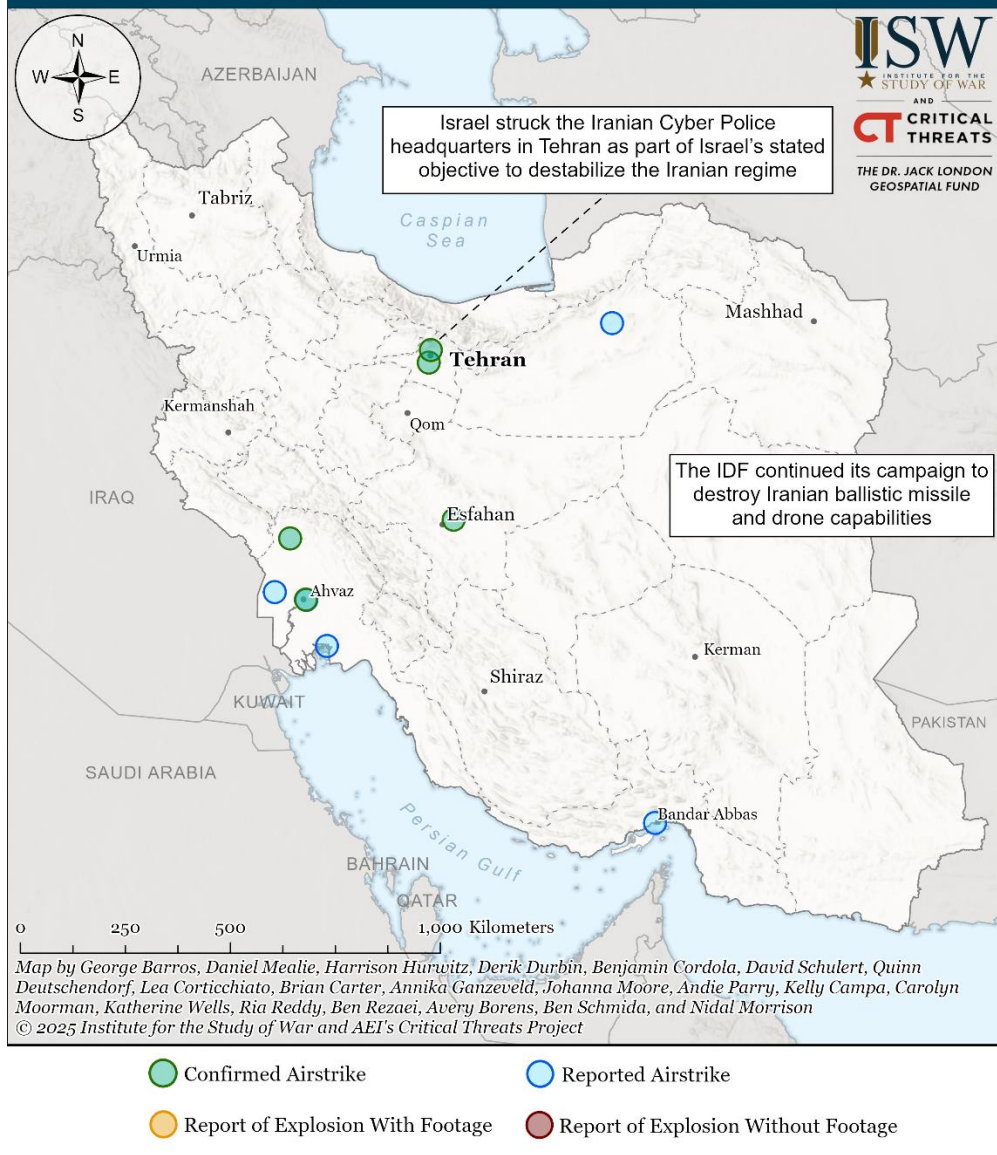 N
W
E
S
ISW
INSTITUTE FOR THE
STUDY OF WAR
AND
CT CRITICAL
THREATS
THE DR. JACK LONDON
GEOSPATIAL FUND
AZERBAIJAN
Israel struck the Iranian Cyber Police
headquarters in Tehran as part of Israel's stated
objective to destabilize the Iranian regime
Caspian
Sea
Tabriz
Urmia
Mashhad
Tehran
Kermanshah
Qom
The IDF continued its campaign to
destroy Iranian ballistic missile
and drone capabilities
IRAQ
Esfahan
Ahvaz
Kerman
Shiraz
KUWAIT
PAKISTAN
SAUDI ARABIA
Persian Gulf
Bandar Abbas
BAHRAIN
QATAR
0 250 500 1,000 Kilometers
Map by George Barros, Daniel Mealie, Harrison Hurwitz, Derik Durbin, Benjamin Cordola, David Schulert, Quinn
Deutschendorf, Lea Corticchiato, Brian Carter, Annika Ganzeveld, Johanna Moore, Andie Parry, Kelly Campa, Carolyn
Moorman, Katherine Wells, Ria Reddy, Ben Rezaei, Avery Borens, Ben Schmida, and Nidal Morrison
© 2025 Institute for the Study of War and AEI's Critical Threats Project
Confirmed Airstrike
Reported Airstrike
Report of Explosion With Footage
Report of Explosion Without Footage